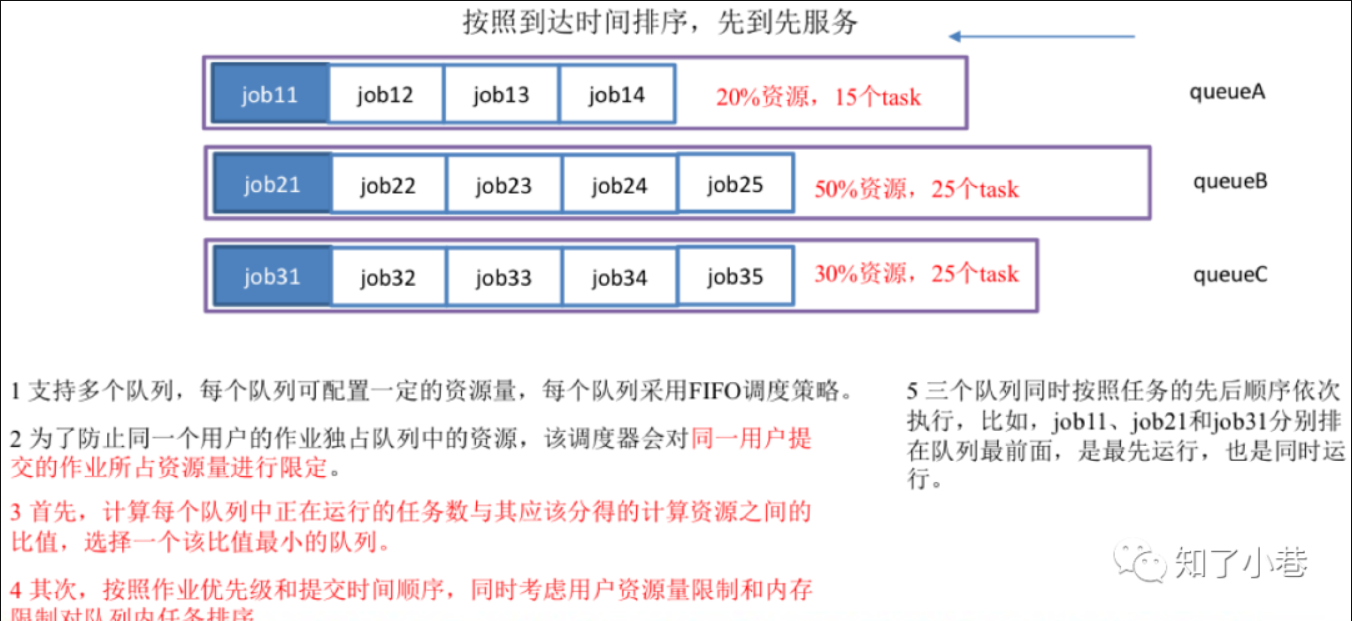 按照到达时间排序，先到先服务
job11 job12 job13 job14 20%资源，15个task queueA
job21 job22 job23 job24 job25 50%资源，25个task queueB
job31 job32 job33 job34 job35 30%资源，25个task queueC
1 支持多个队列，每个队列可配置一定的资源量，每个队列采用FIFO调度策略。
2 为了防止同一个用户的作业独占队列中的资源，该调度器会对同一用户提
交的作业所占资源量进行限定。
3 首先，计算每个队列中正在运行的任务数与其应该分得的计算资源之间的
比值，选择一个该比值最小的队列。
4 其次，按照作业优先级和提交时间顺序，同时考虑用户资源量限制和内存
限制对队列内任务排序
5 三个队列同时按照任务的先后顺序依次
执行，比如，job11、job21和job31分别排
在队列最前面，是最先运行，也是同时运
行。
知了小巷